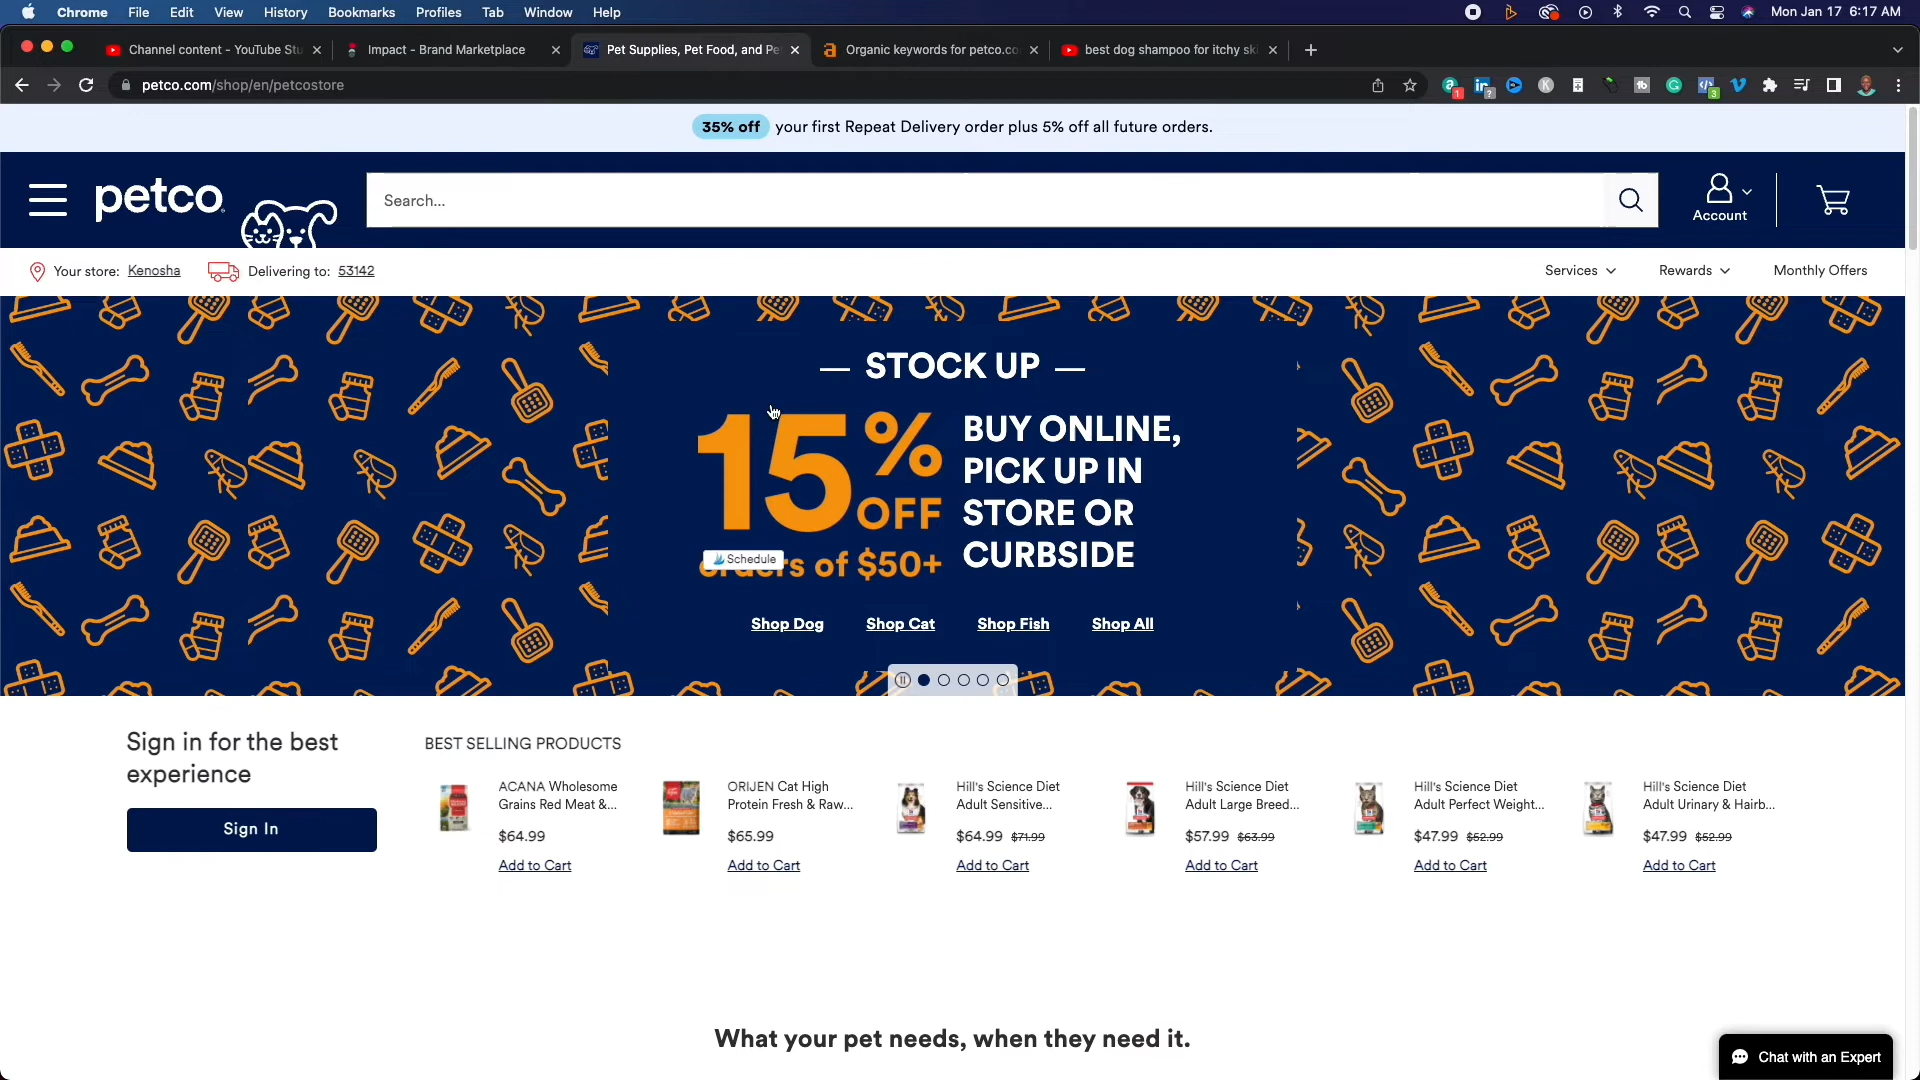 Chrome File Edit View History Bookmarks Profiles Tab Window Help Mon Jan 17 6:17 AM
Channel content - YouTube Stu Impact - Brand Marketplace Pet Supplies, Pet Food, and Pe Organic keywords for petco.co best dog shampoo for itchy sk
petco.com/shop/en/petcostore
35% off your first Repeat Delivery order plus 5% off all future orders.
petco
Search...
Account
Your store: Kenosha Delivering to: 53142
Services Rewards Monthly Offers
— STOCK UP —
15% OFF
orders of $50+
Schedule
BUY ONLINE,
PICK UP IN
STORE OR
CURBSIDE
Shop Dog Shop Cat Shop Fish Shop All
Sign in for the best
experience
Sign In
BEST SELLING PRODUCTS
ACANA Wholesome
Grains Red Meat &...
$64.99
Add to Cart
ORIJEN Cat High
Protein Fresh & Raw...
$65.99
Add to Cart
Hill's Science Diet
Adult Sensitive...
$64.99 $71.99
Add to Cart
Hill's Science Diet
Adult Large Breed...
$57.99 $63.99
Add to Cart
Hill's Science Diet
Adult Perfect Weight...
$47.99 $52.99
Add to Cart
Hill's Science Diet
Adult Urinary & Hairb...
$47.99 $52.99
Add to Cart
What your pet needs, when they need it.
Chat with an Expert